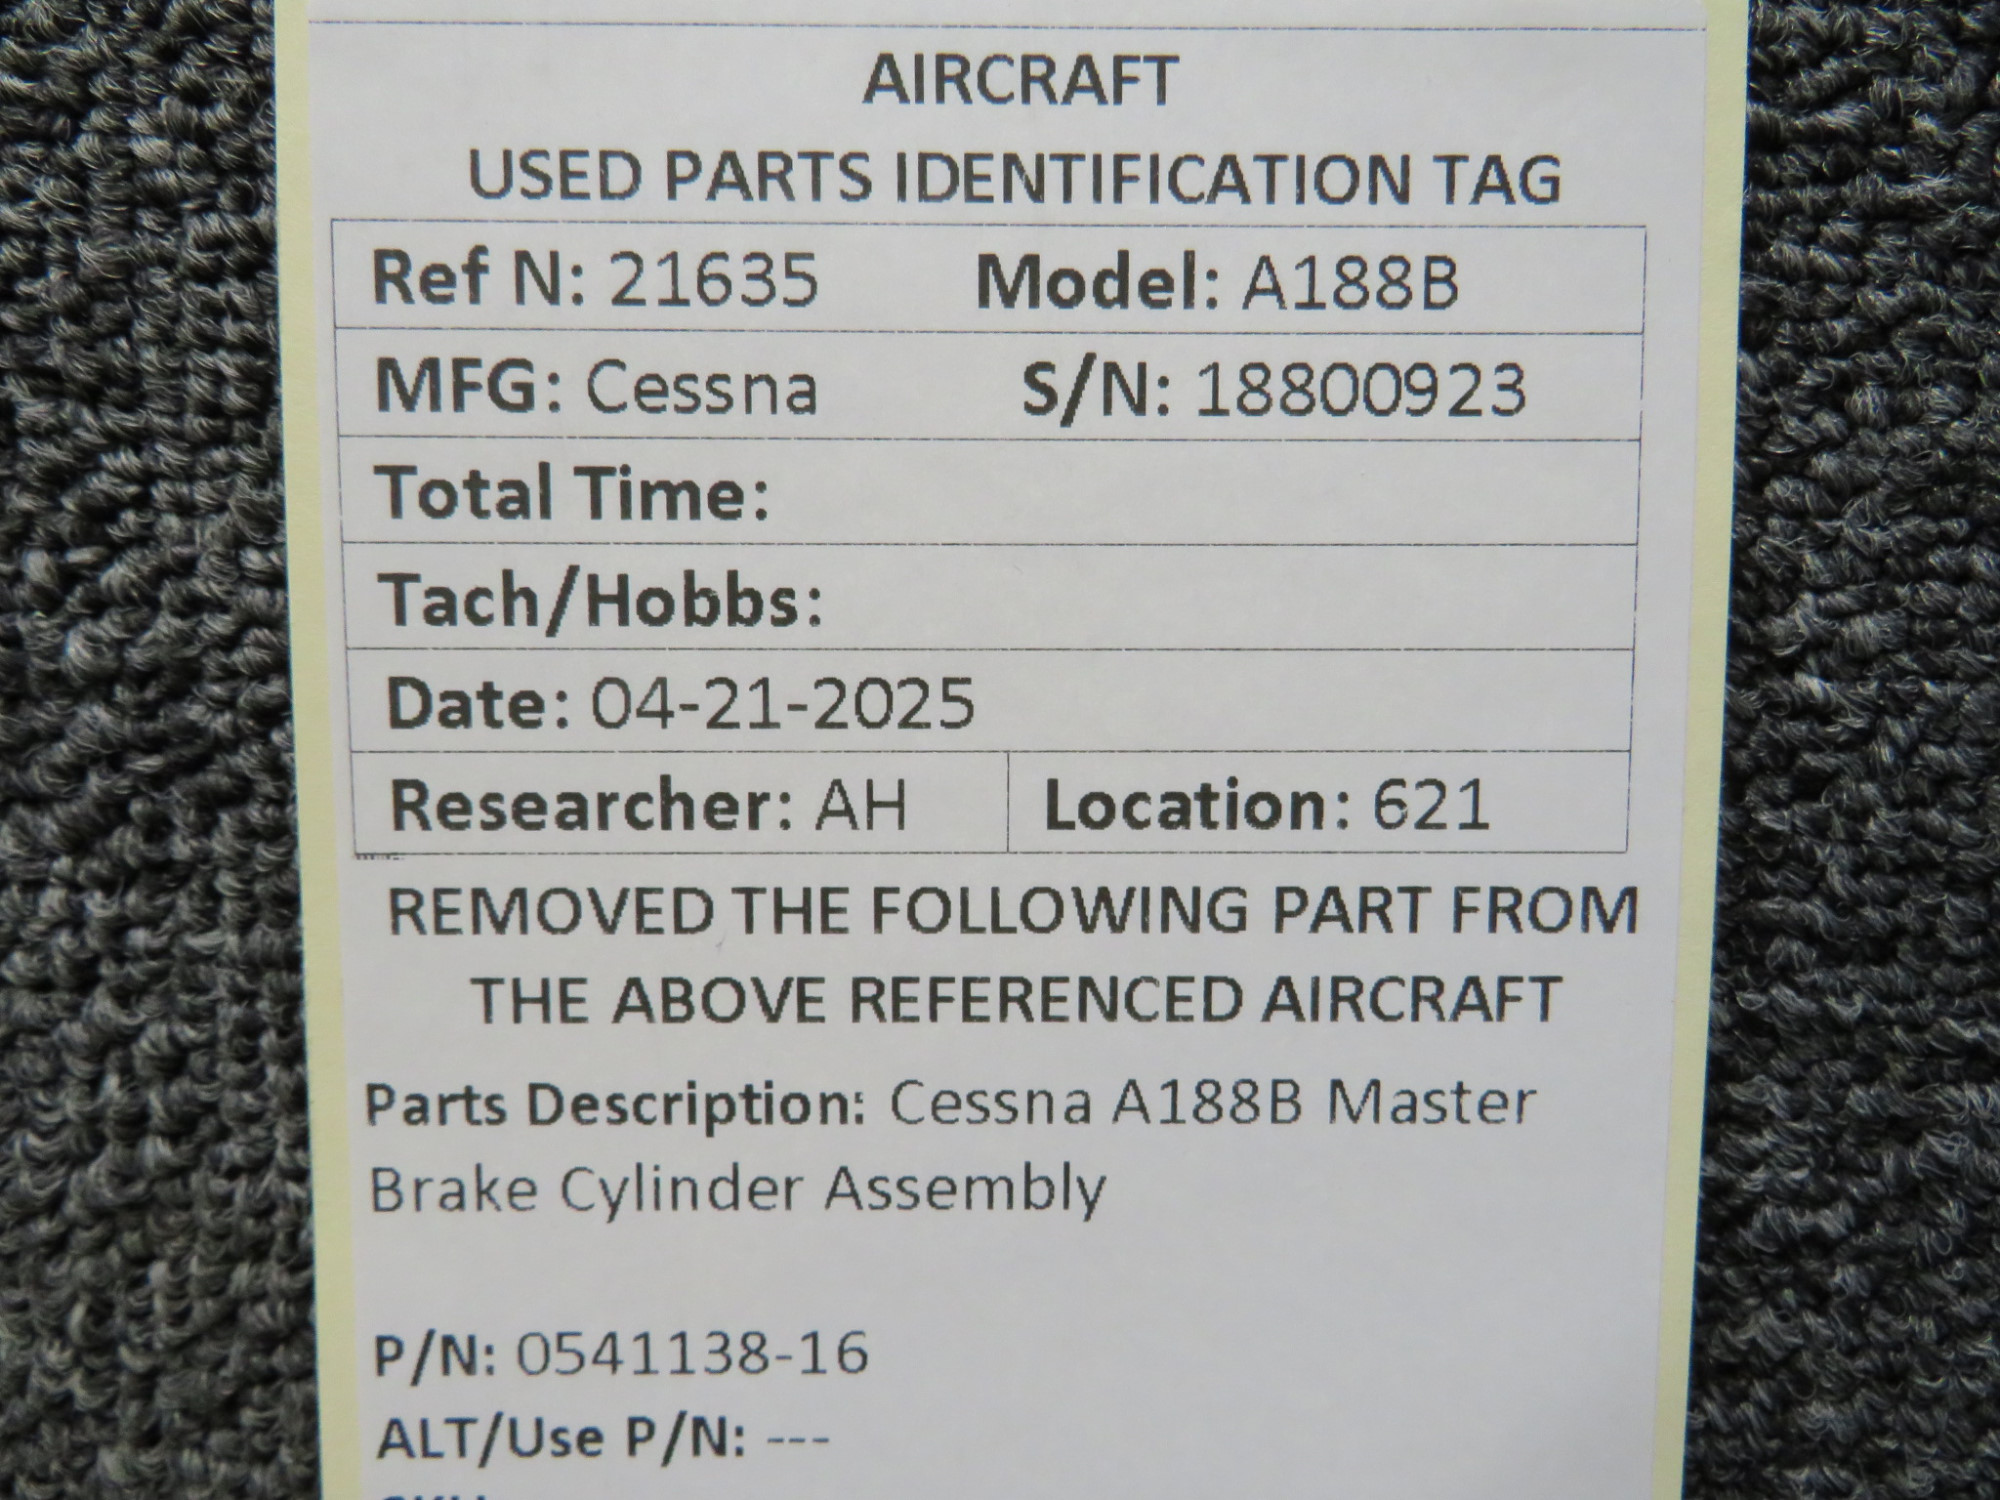 AIRCRAFT
USED PARTS IDENTIFICATION TAG
Ref N: 21635 Model: A188B
MFG: Cessna S/N: 18800923
Total Time:
Tach/Hobbs:
Date: 04-21-2025
Researcher: AH Location: 621
REMOVED THE FOLLOWING PART FROM
THE ABOVE REFERENCED AIRCRAFT
Parts Description: Cessna A188B Master
Brake Cylinder Assembly
P/N: 0541138-16
ALT/Use P/N: ---